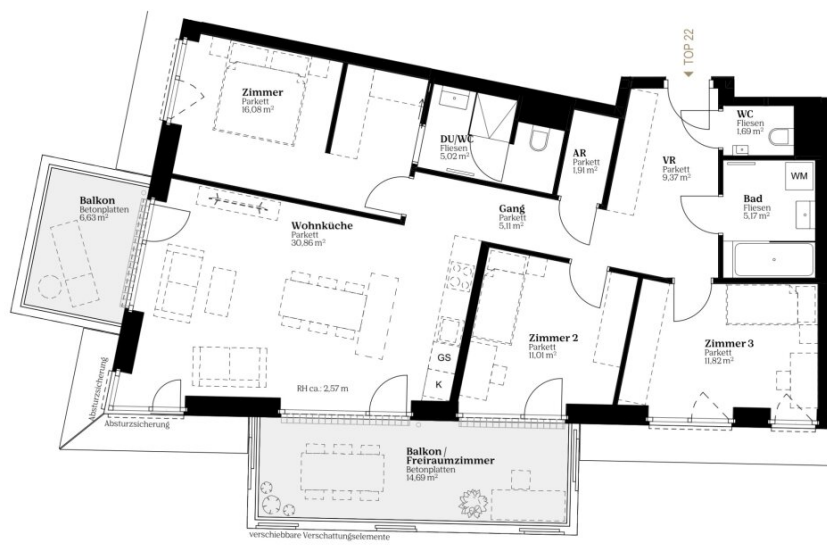 TOP 22
Zimmer
Parkett
16,08 m²
DU/WC
Fliesen
5,02 m²
AR
Parkett
1,91 m²
VR
Parkett
9,37 m²
WC
Fliesen
1,69 m²
WM
Bad
Fliesen
5,17 m²
Balkon
Betonplatten
6,63 m²
Wohnküche
Parkett
30,86 m²
Gang
Parkett
5,11 m²
Zimmer 2
Parkett
11,01 m²
Zimmer 3
Parkett
11,82 m²
GS
K
RH ca.: 2,57 m
Absturzsicherung
Absturzsicherung
Balkon /
Freiraumzimmer
Betonplatten
14,69 m²
verschiebbare Verschattungselemente